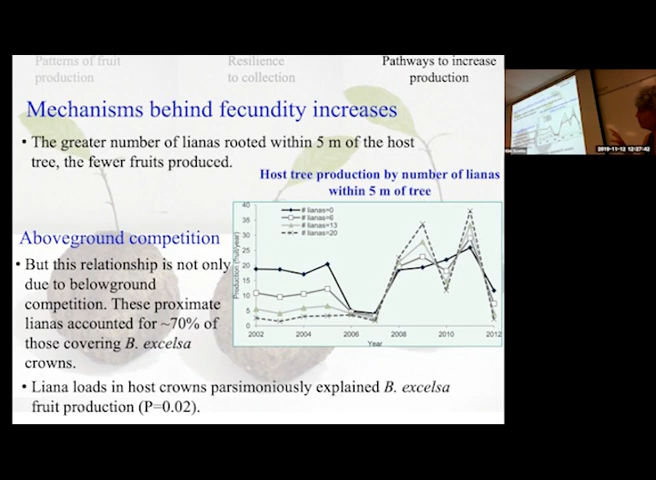 Patterns of fruit
production
Resilience
to collection
Pathways to increase
production
Mechanisms behind fecundity increases
• The greater number of lianas rooted within 5 m of the host
tree, the fewer fruits produced.
Host tree production by number of lianas
within 5 m of tree
Aboveground competition
• But this relationship is not only
due to belowground
competition. These proximate
lianas accounted for ~70% of
those covering B. excelsa
crowns.
40
35
30
25
20
15
10
5
0
# lianas=0
# lianas=6
# lianas=13
# lianas=20
2002
2004
2006
2008
2010
2012
Year
• Liana loads in host crowns parsimoniously explained B. excelsa
fruit production (P=0.02).